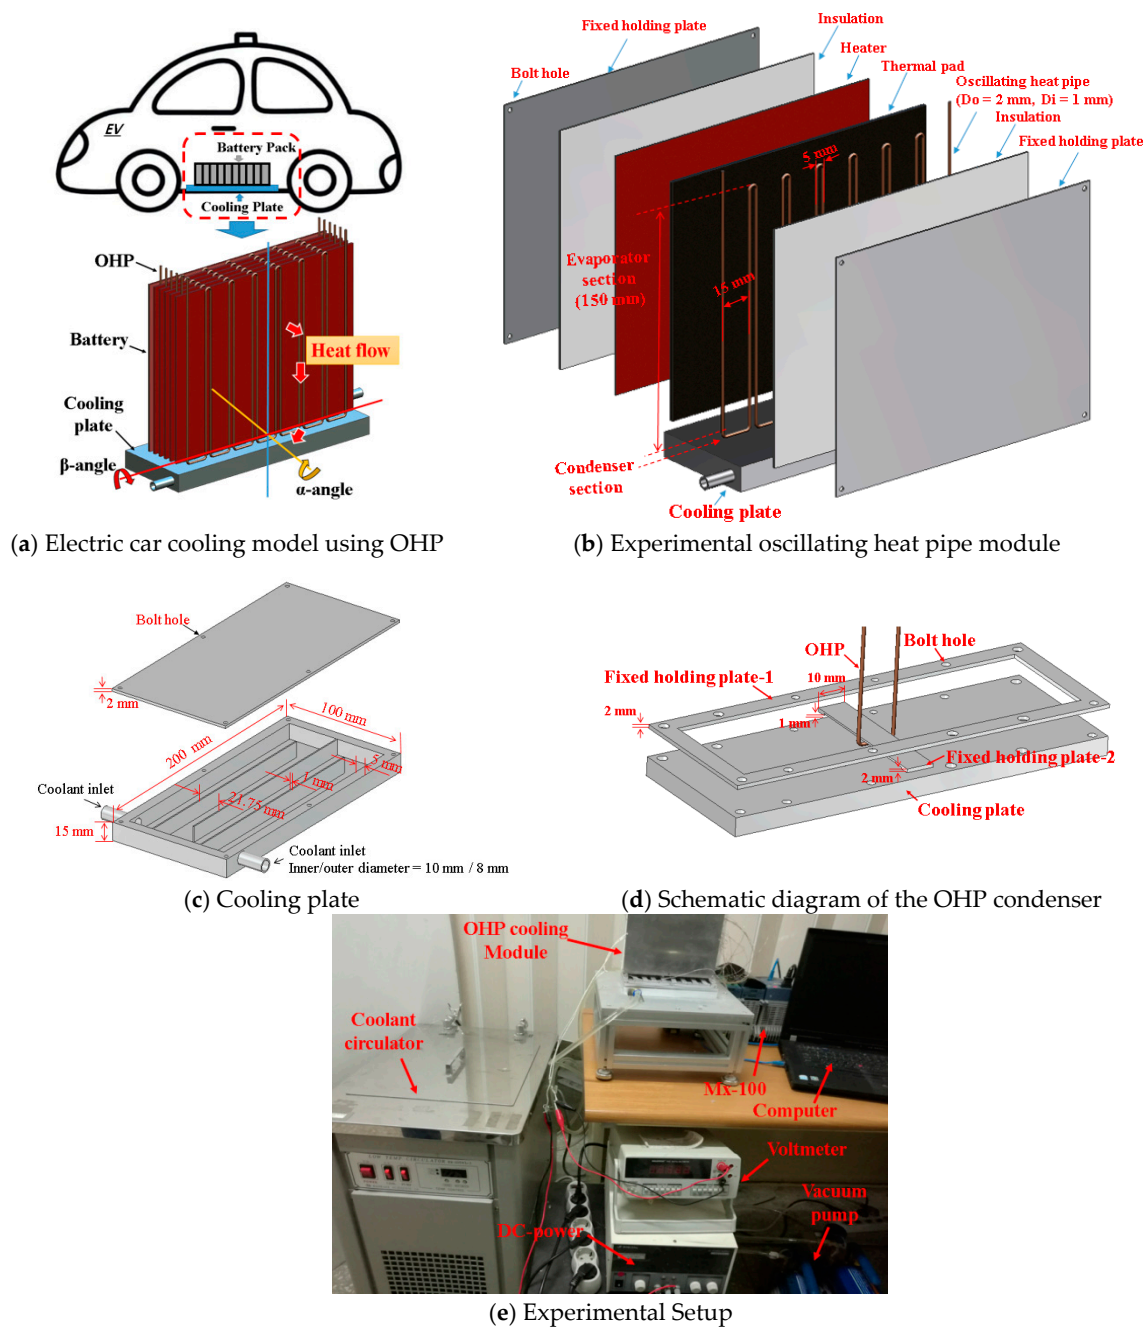 EV
Battery Pack
Cooling Plate
OHP
Battery
Heat flow
Cooling
plate
β-angle
α-angle
(a) Electric car cooling model using OHP
Fixed holding plate
Insulation
Heater
Bolt hole
Thermal pad
Oscillating heat pipe
(Do = 2 mm, Di = 1 mm)
Insulation
Fixed holding plate
5 mm
Evaporator
section
(150 mm)
15 mm
Condenser
section
Cooling plate
(b) Experimental oscillating heat pipe module
Bolt hole
2 mm
100 mm
200 mm
5 mm
1 mm
21.75 mm
Coolant inlet
15 mm
Coolant inlet
Inner/outer diameter = 10 mm / 8 mm
(c) Cooling plate
OHP
Bolt hole
Fixed holding plate-1
10 mm
2 mm
1 mm
Fixed holding plate-2
2 mm
Cooling plate
(d) Schematic diagram of the OHP condenser
OHP cooling
Module
Coolant
circulator
Mx-100
Computer
Voltmeter
Vacuum
pump
DC-power
(e) Experimental Setup